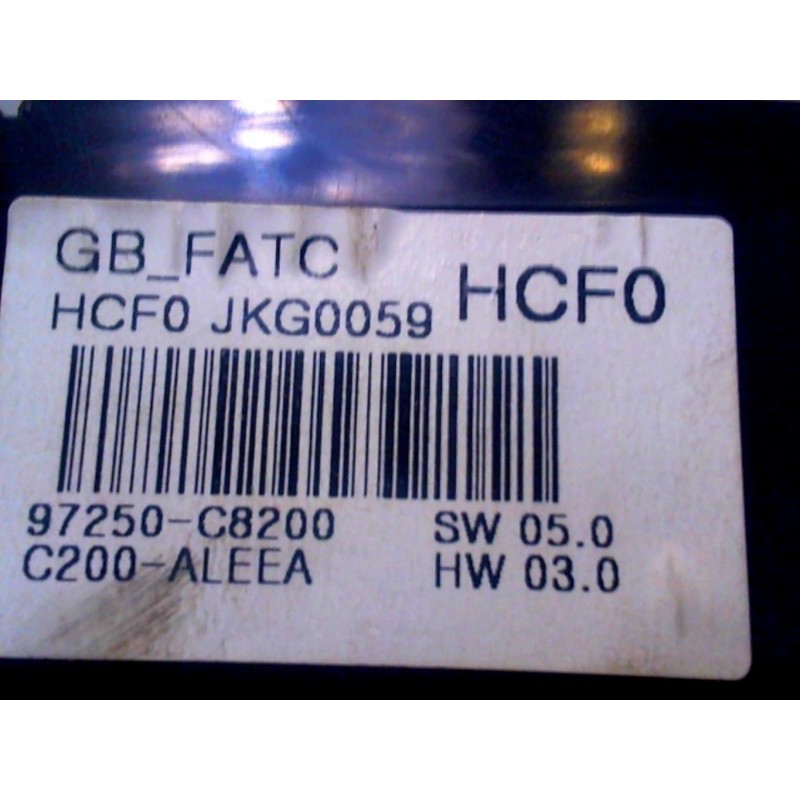 GB_FATC
HCF0 JKG0059 HCF0
97250-C8200 SW 05.0
C200-ALEEA HW 03.0